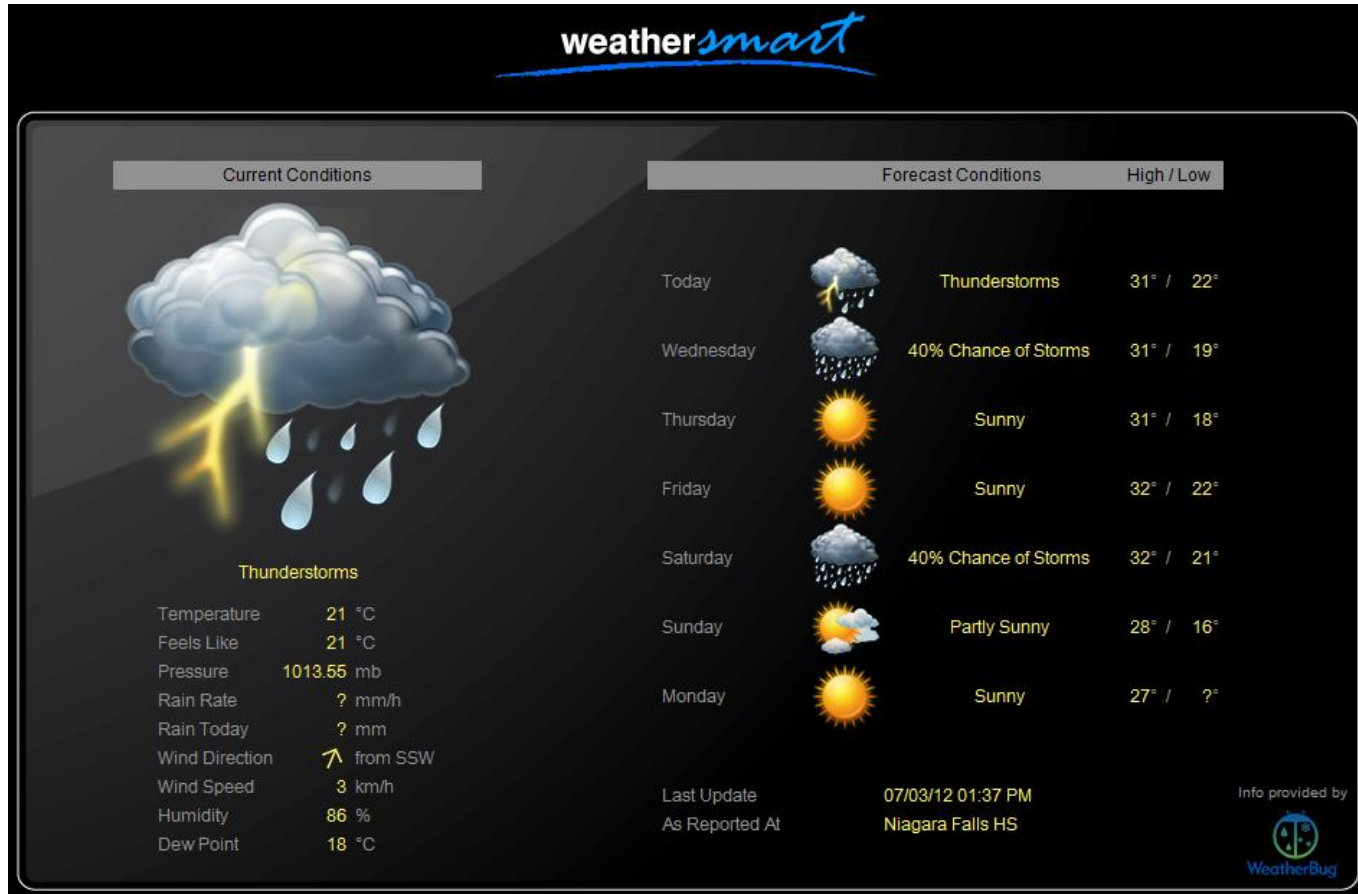 weathersmart
Current Conditions
Thunderstorms
Temperature 21 °C
Feels Like 21 °C
Pressure 1013.55 mb
Rain Rate ? mm/h
Rain Today ? mm
Wind Direction from SSW
Wind Speed 3 km/h
Humidity 86 %
Dew Point 18 °C
Forecast Conditions High / Low
Today Thunderstorms 31° / 22°
Wednesday 40% Chance of Storms 31° / 19°
Thursday Sunny 31° / 18°
Friday Sunny 32° / 22°
Saturday 40% Chance of Storms 32° / 21°
Sunday Partly Sunny 28° / 16°
Monday Sunny 27° / ?°
Last Update 07/03/12 01:37 PM
As Reported At Niagara Falls HS
Info provided by
WeatherBug